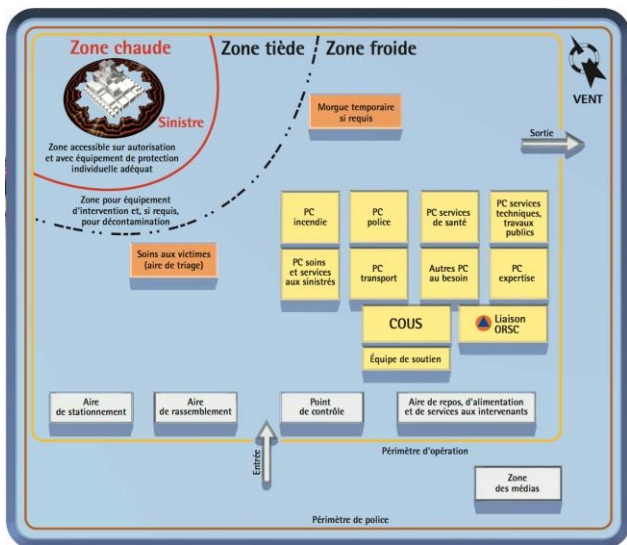 Zone chaude
Zone tiède
Zone froide
VENT
Sinistre
Zone accessible sur autorisation
et avec équipement de protection
individuelle adéquat
Morgue temporaire
si requis
Sortie
Zone pour équipement
d'intervention et, si requis,
pour décontamination
Soins aux victimes
(aire de triage)
PC
incendie
PC
police
PC services
de santé
PC services
techniques,
travaux
publics
PC soins
et services
aux sinistrés
PC
transport
Autres PC
au besoin
PC
expertise
COUS
Liaison
ORSC
Équipe de soutien
Aire
de stationnement
Aire
de rassemblement
Point
de contrôle
Aire de repos, d'alimentation
et de services aux intervenants
Entrée
Périmètre d'opération
Zone
des médias
Périmètre de police